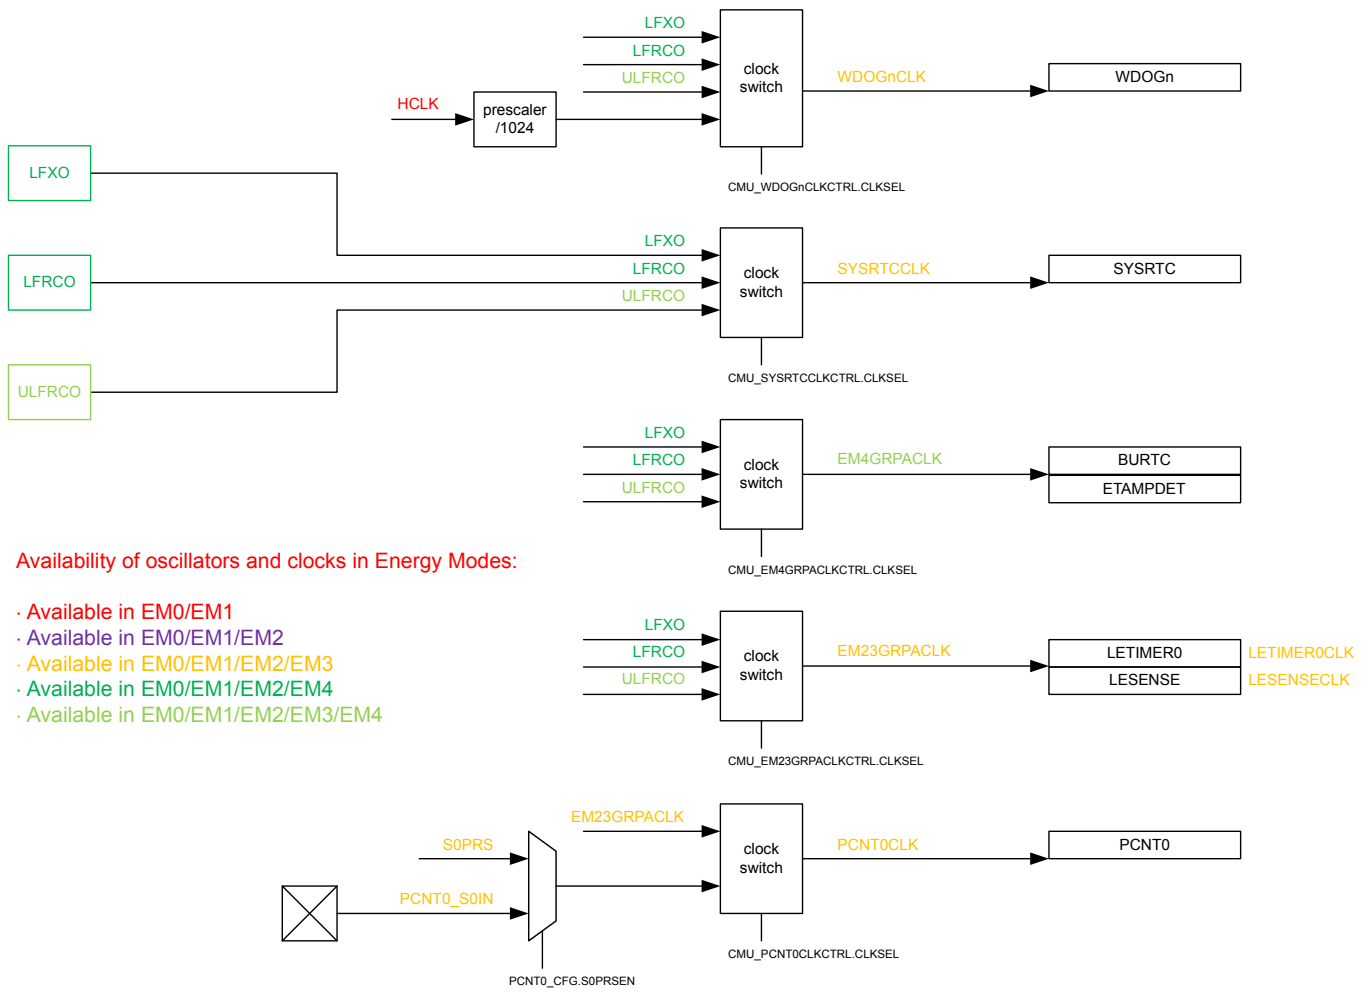 LFXO
LFRCO
ULFRCO
HCLK
prescaler
/1024
clock
switch
WDOGnCLK
WDOGn
CMU_WDOGnCLKCTRL.CLKSEL
LFXO
LFRCO
ULFRCO
LFXO
LFRCO
ULFRCO
clock
switch
SYSRTCCLK
SYSRTC
CMU_SYSRTCCLKCTRL.CLKSEL
LFXO
LFRCO
ULFRCO
clock
switch
EM4GRPACLK
BURTC
ETAMPDET
CMU_EM4GRPACLKCTRL.CLKSEL
Availability of oscillators and clocks in Energy Modes:
· Available in EM0/EM1
· Available in EM0/EM1/EM2
· Available in EM0/EM1/EM2/EM3
· Available in EM0/EM1/EM2/EM4
· Available in EM0/EM1/EM2/EM3/EM4
LFXO
LFRCO
ULFRCO
clock
switch
EM23GRPACLK
LETIMER0
LETIMER0CLK
LESENSE
LESENSECLK
CMU_EM23GRPACLKCTRL.CLKSEL
EM23GRPACLK
S0PRS
PCNT0_S0IN
clock
switch
PCNT0CLK
PCNT0
CMU_PCNT0CLKCTRL.CLKSEL
PCNT0_CFG.S0PRSEN